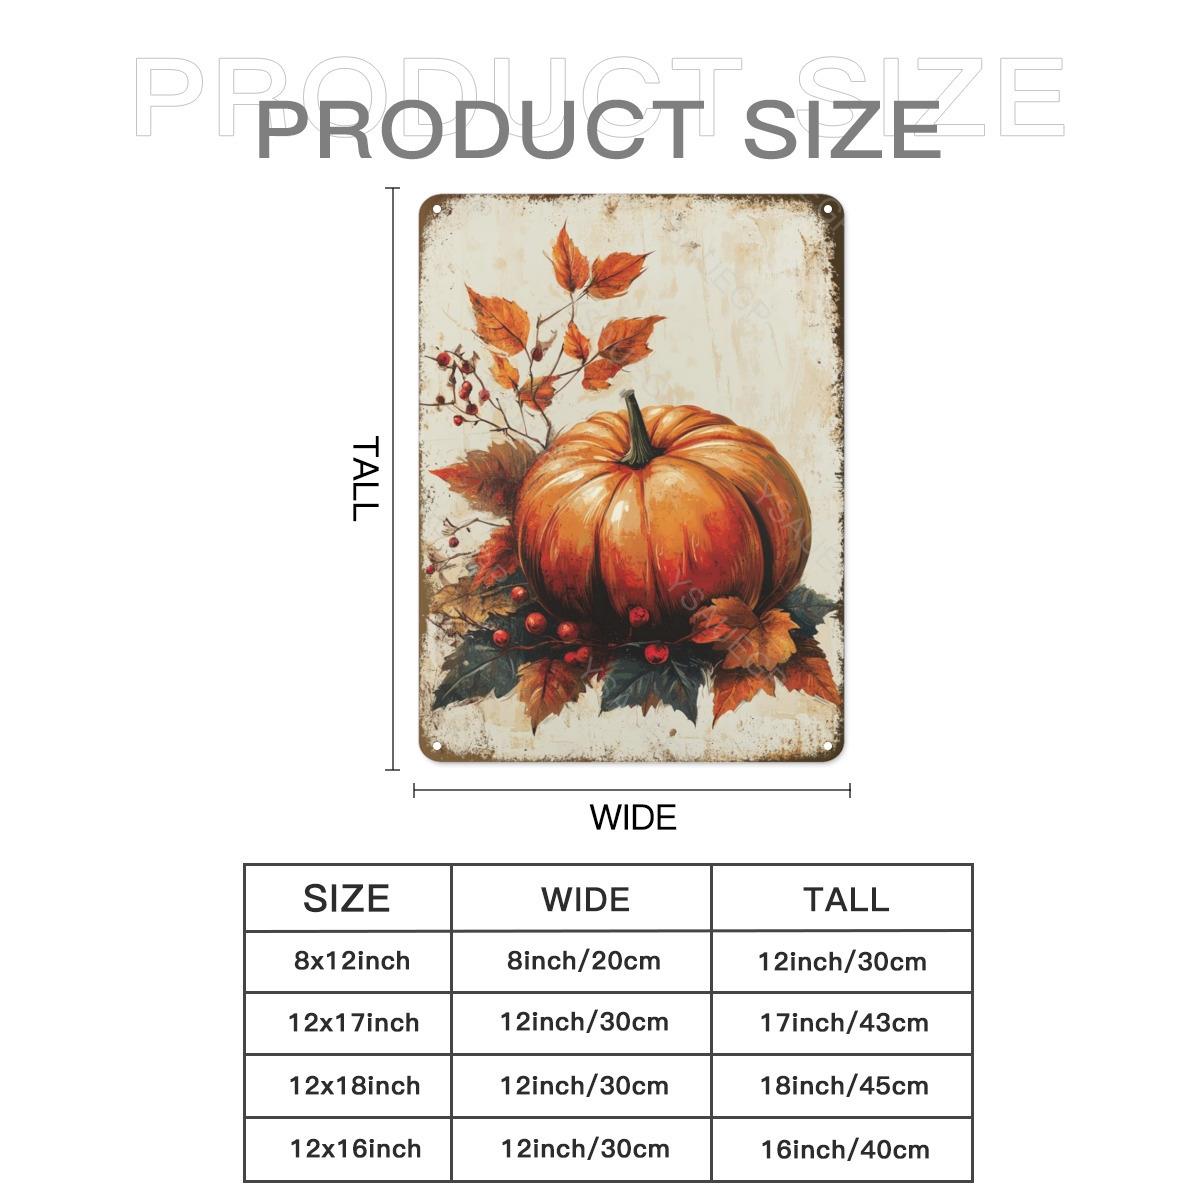 PRODUCT SIZE
PRODUCT SIZE
TALL
WIDE
SIZE WIDE TALL
8x12inch 8inch/20cm 12inch/30cm
12x17inch 12inch/30cm 17inch/43cm
12x18inch 12inch/30cm 18inch/45cm
12x16inch 12inch/30cm 16inch/40cm